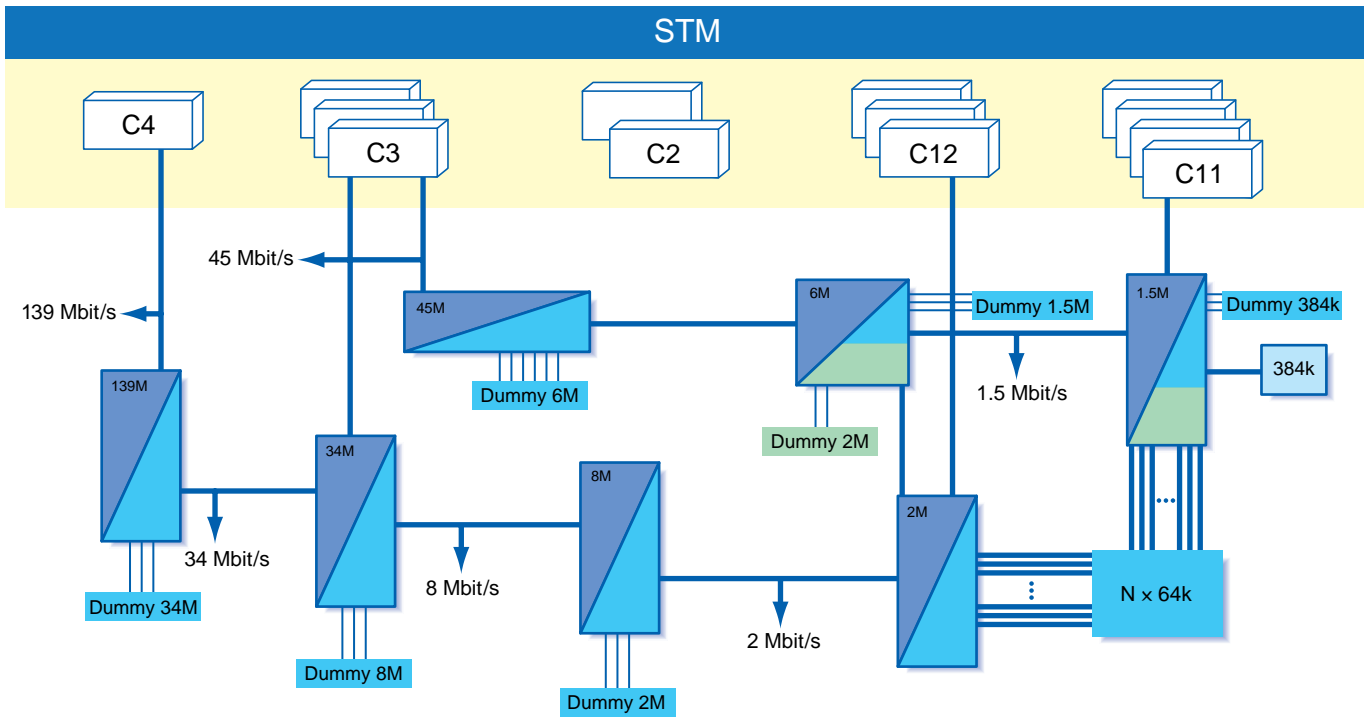 STM
C4
C3
C2
C12
C11
45 Mbit/s
139 Mbit/s
45M
6M
Dummy 1.5M
1.5M
Dummy 384k
139M
Dummy 6M
1.5 Mbit/s
384k
34M
Dummy 2M
8M
2M
34 Mbit/s
8 Mbit/s
...
...
N × 64k
Dummy 34M
2 Mbit/s
Dummy 8M
Dummy 2M